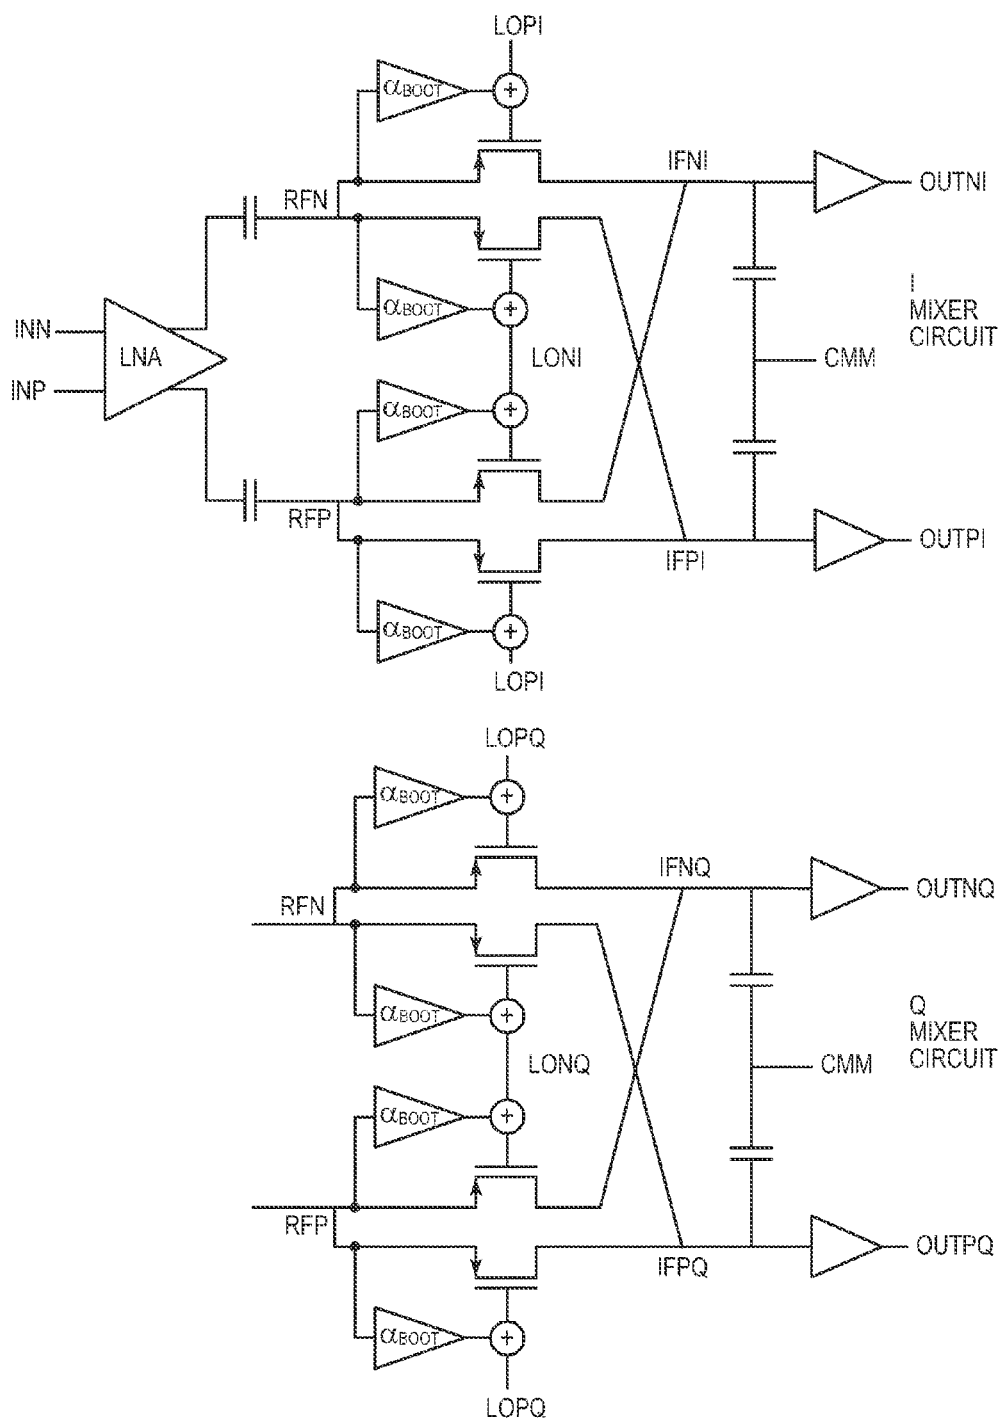 LOPI
αBOOT
IFNI
OUTNI
RFN
I
MIXER
CIRCUIT
αBOOT
INN
LNA
LONI
CMM
INP
αBOOT
RFP
IFPI
OUTPI
αBOOT
LOPI
LOPQ
αBOOT
IFNQ
OUTNQ
RFN
Q
MIXER
CIRCUIT
αBOOT
LONQ
CMM
αBOOT
RFP
IFPQ
OUTPQ
αBOOT
LOPQ